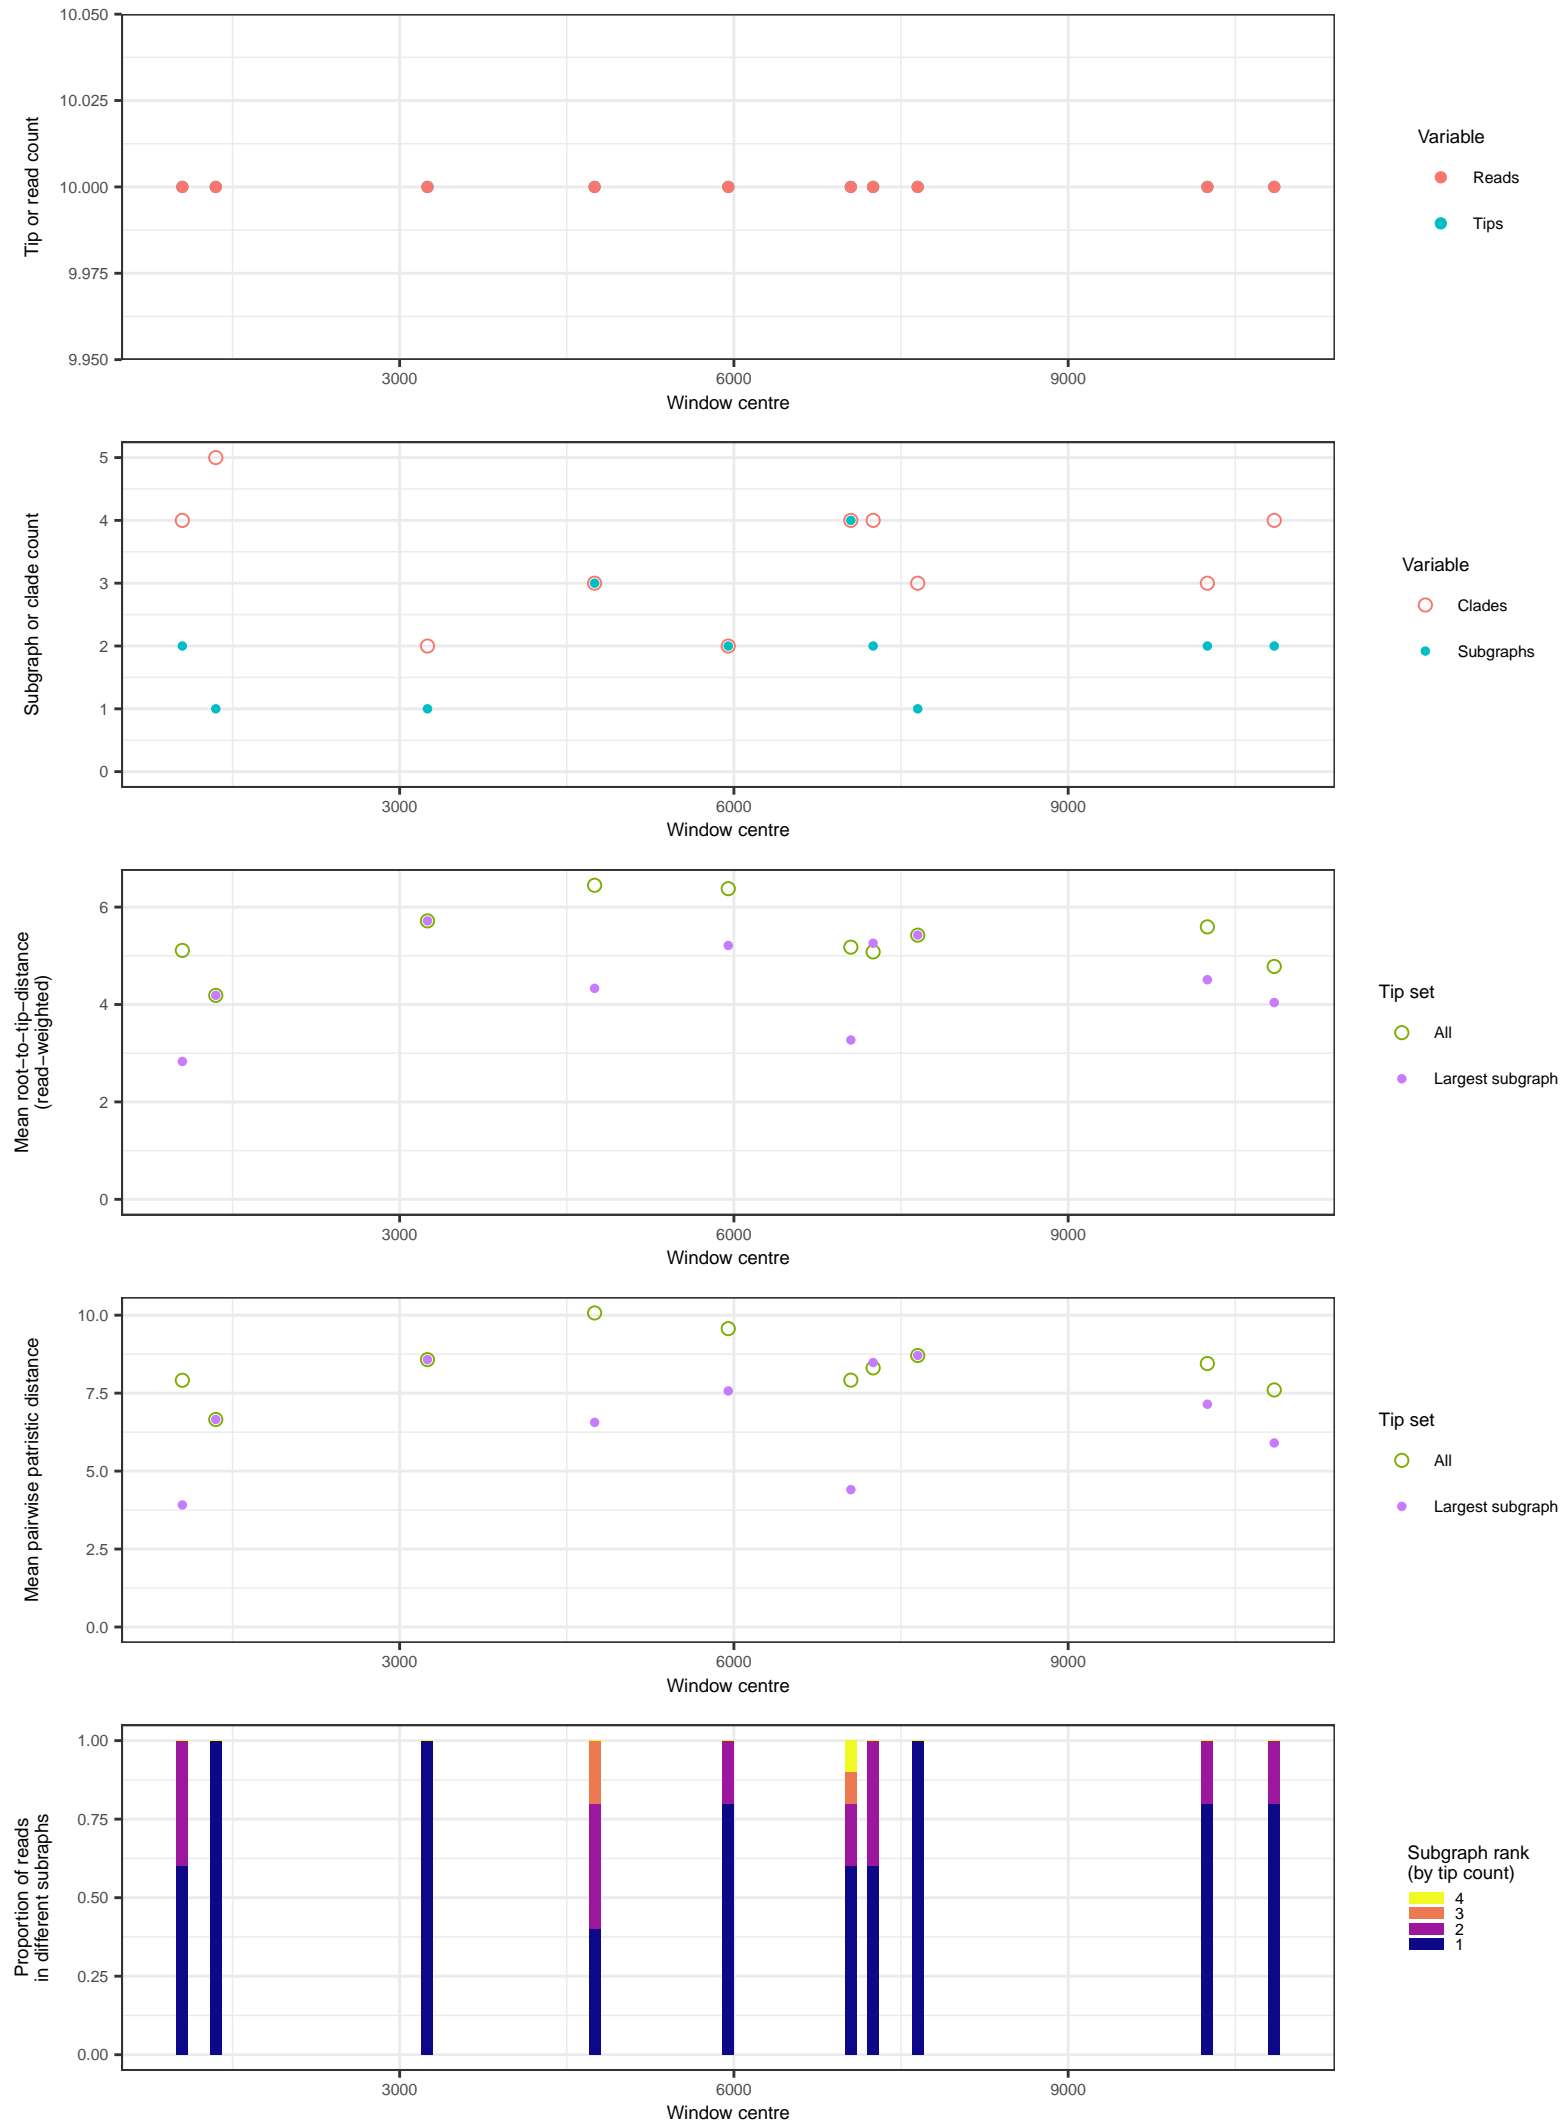 10.050
10.025
10.000
9.975
9.950
Tip or read count
3000 6000 9000
Window centre
Variable
Reads
Tips
5
4
3
2
1
0
Subgraph or clade count
3000 6000 9000
Window centre
Variable
Clades
Subgraphs
6
4
2
0
Mean root−to−tip−distance
(read−weighted)
3000 6000 9000
Window centre
Tip set
All
Largest subgraph
10.0
7.5
5.0
2.5
0.0
Mean pairwise patristic distance
3000 6000 9000
Window centre
Tip set
All
Largest subgraph
1.00
0.75
0.50
0.25
0.00
Proportion of reads
in different subraphs
3000 6000 9000
Window centre
Subgraph rank
(by tip count)
4
3
2
1